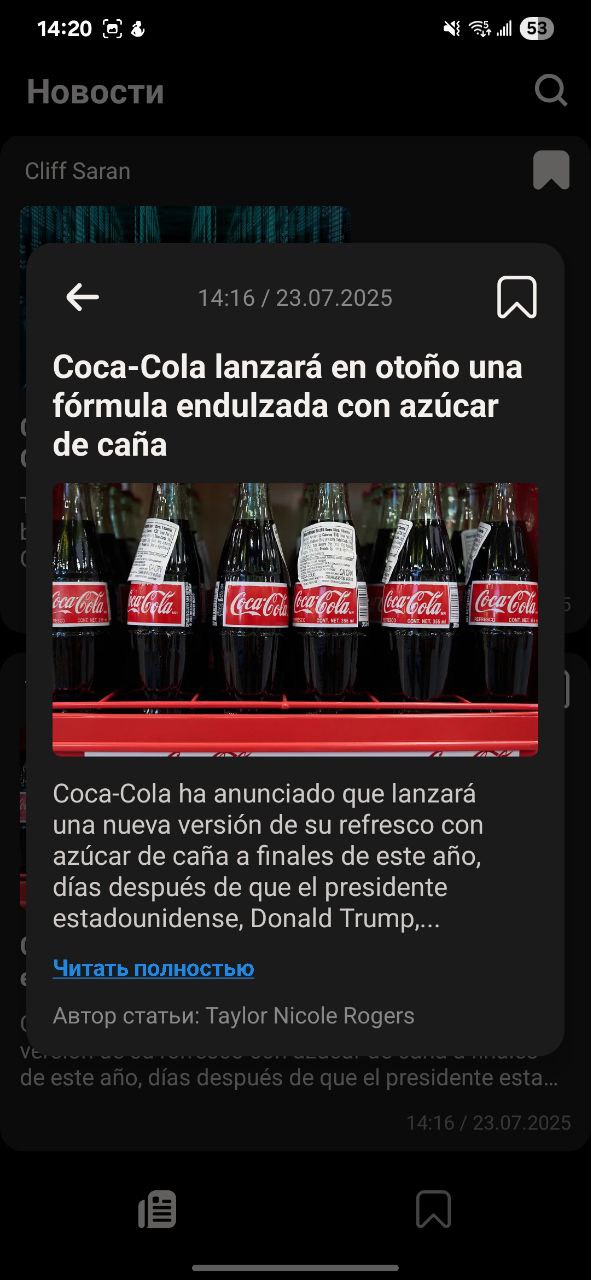 14:20
53
Новости
Cliff Saran
14:16 / 23.07.2025
Coca-Cola lanzará en otoño una
fórmula endulzada con azúcar
de caña
Coca-Cola
Coca-Cola
Coca-Cola
Coca-Cola
Coca-Cola
Coca-Cola
Coca-Cola ha anunciado que lanzará
una nueva versión de su refresco con
azúcar de caña a finales de este año,
días después de que el presidente
estadounidense, Donald Trump,...
Читать полностью
Автор статьи: Taylor Nicole Rogers
de este año, días después de que el presidente esta...
14:16 / 23.07.2025